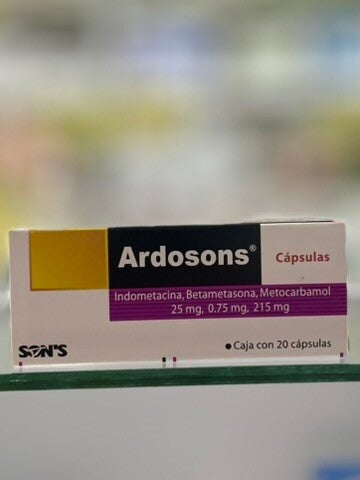 Ardosons®
Cápsulas
Indometacina, Betametasona, Metocarbamol
25 mg, 0.75 mg, 215 mg
SON'S
• Caja con 20 cápsulas